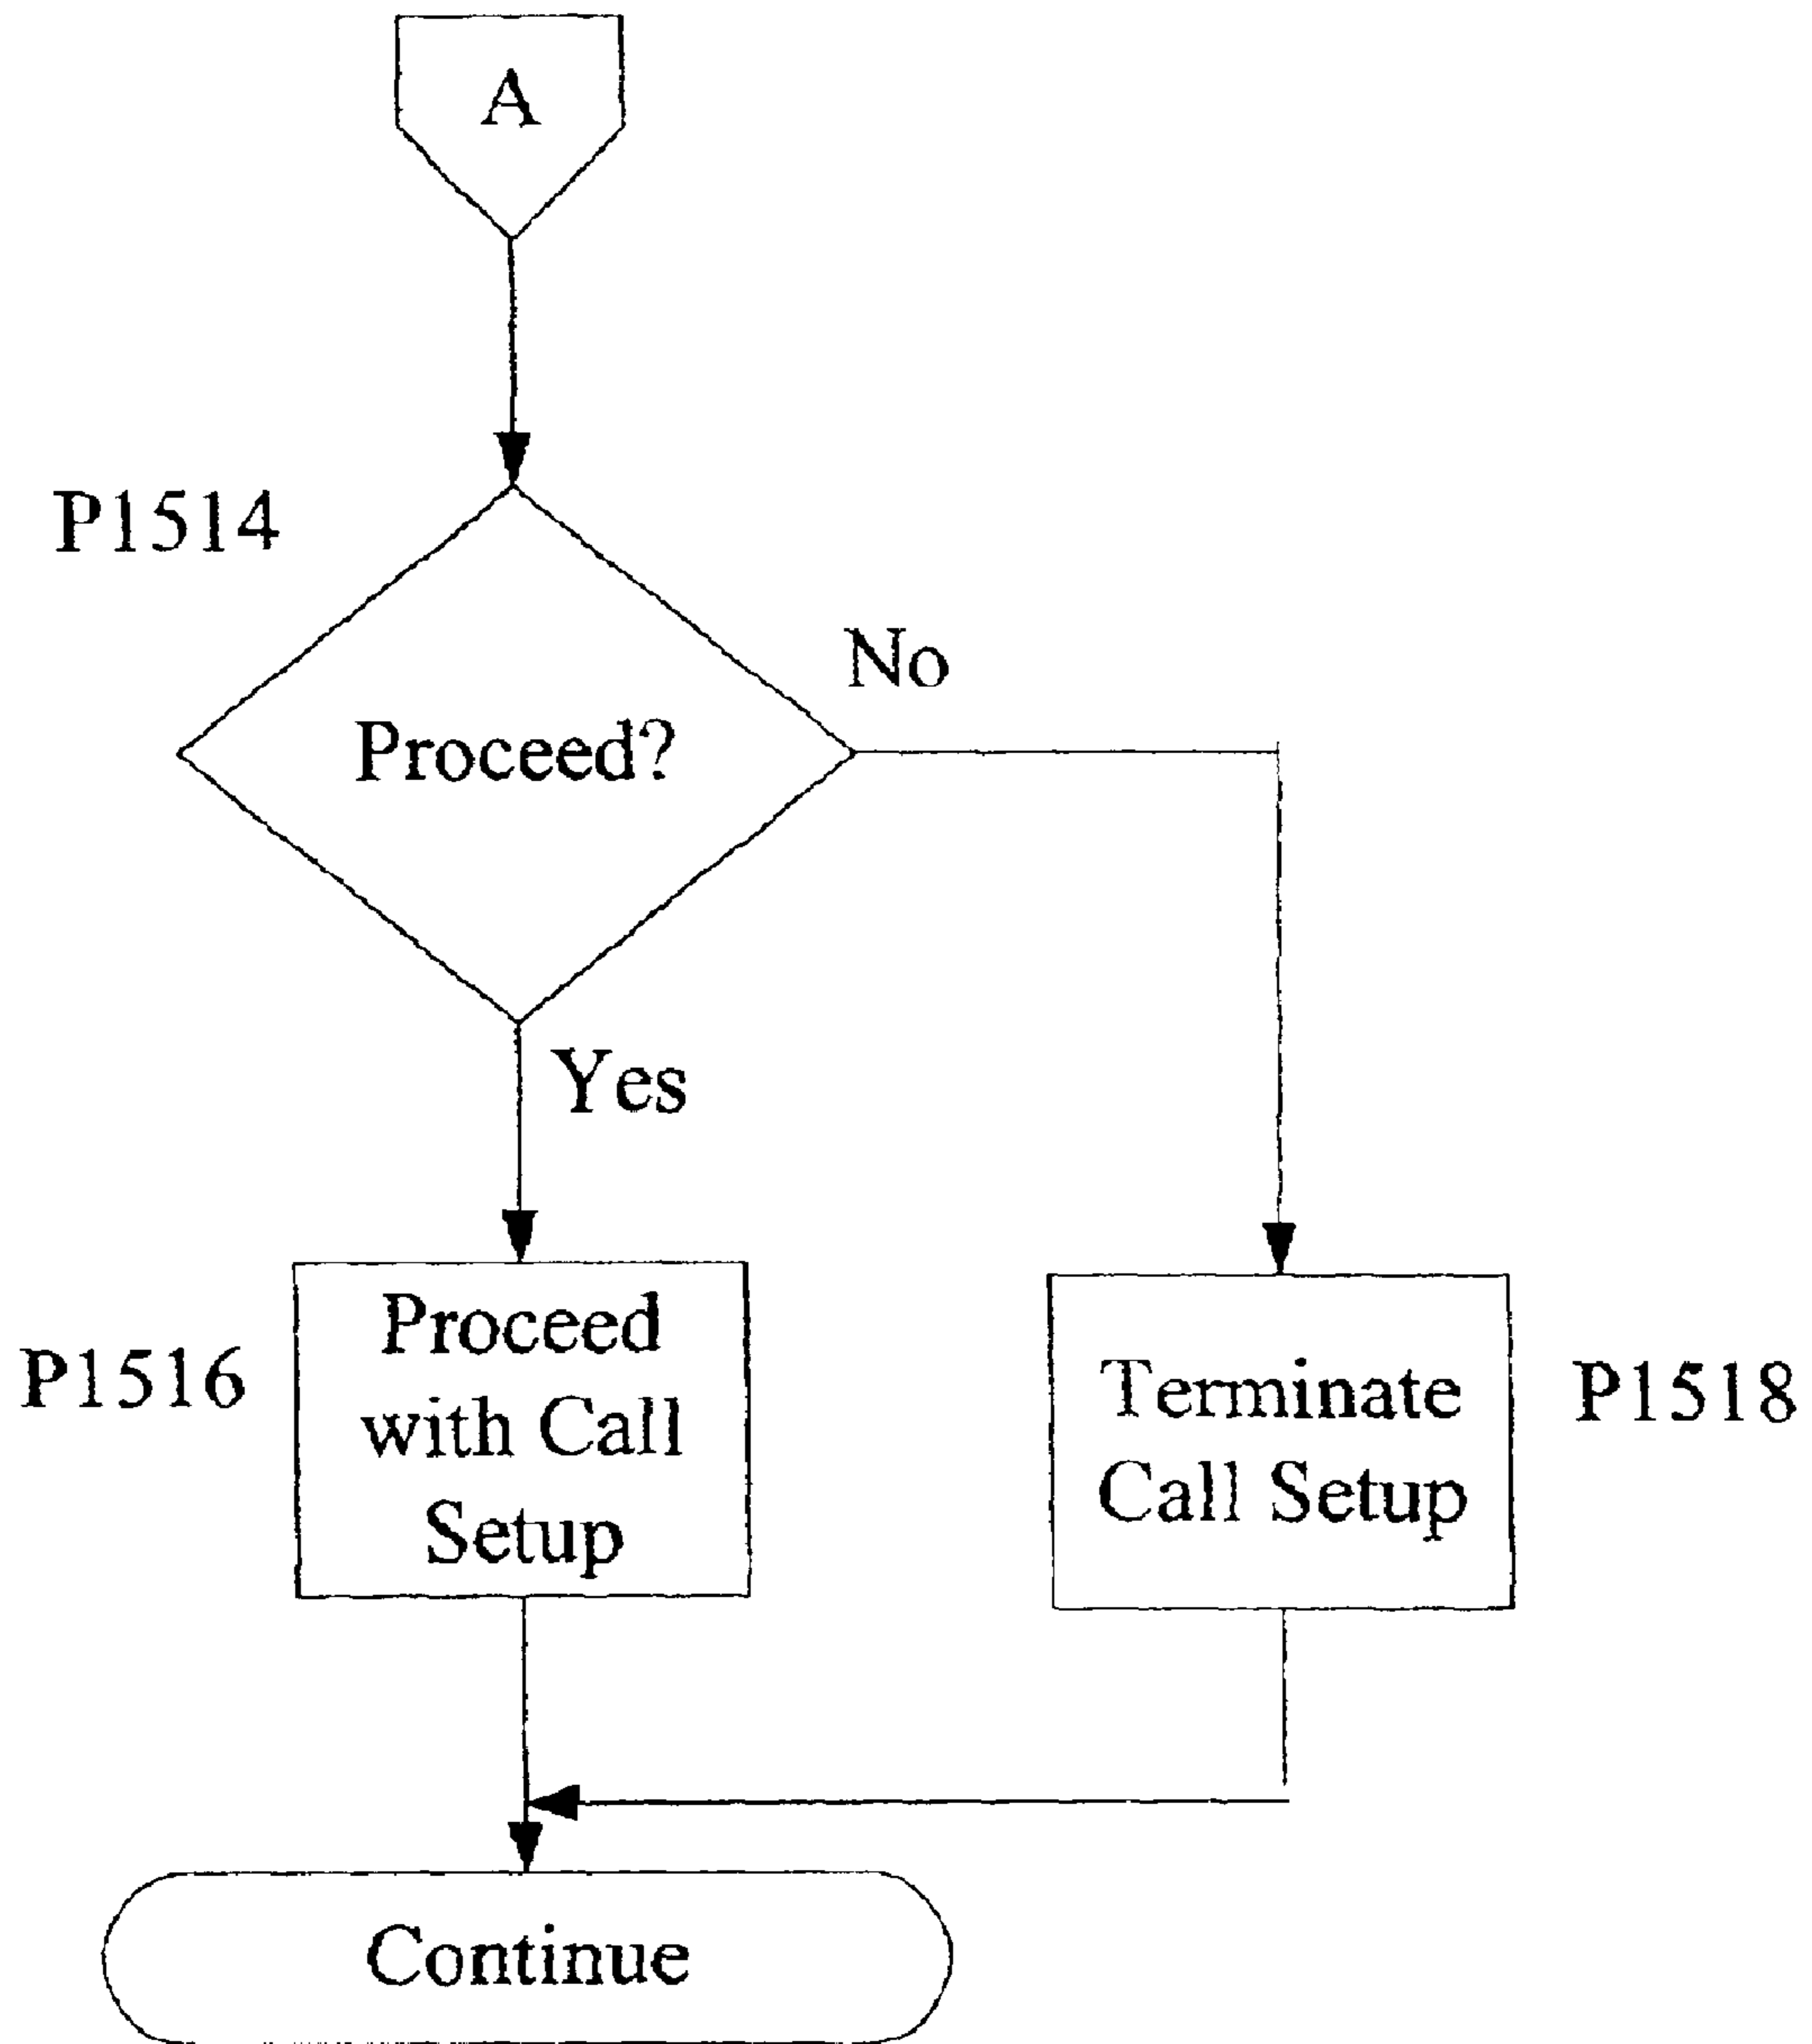 A
P1514
No
Proceed?
Yes
P1516
Proceed
with Call
Setup
Terminate
Call Setup
P1518
Continue